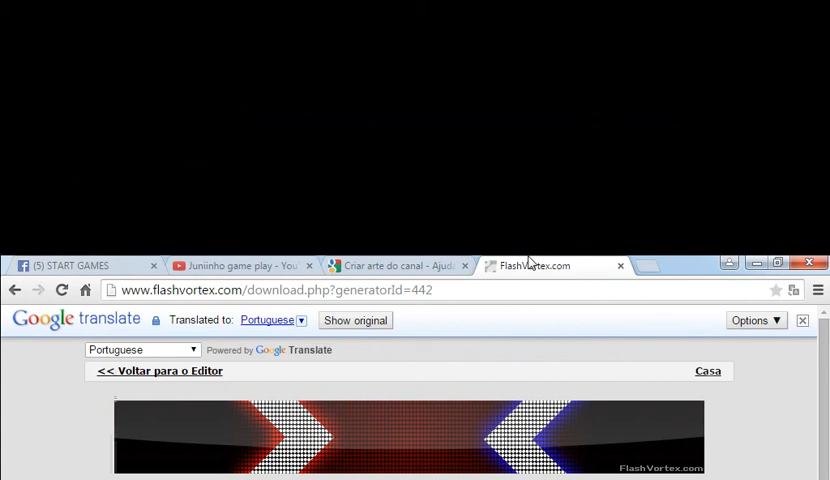 (5) START GAMES
Juniinho game play - You
Criar arte do canal - Ajuda
FlashVortex.com
www.flashvortex.com/download.php?generatorId=442
Google translate
Translated to:
Portuguese
Show original
Options
Portuguese
Powered by Google Translate
<< Voltar para o Editor
Casa
FlashVortex.com